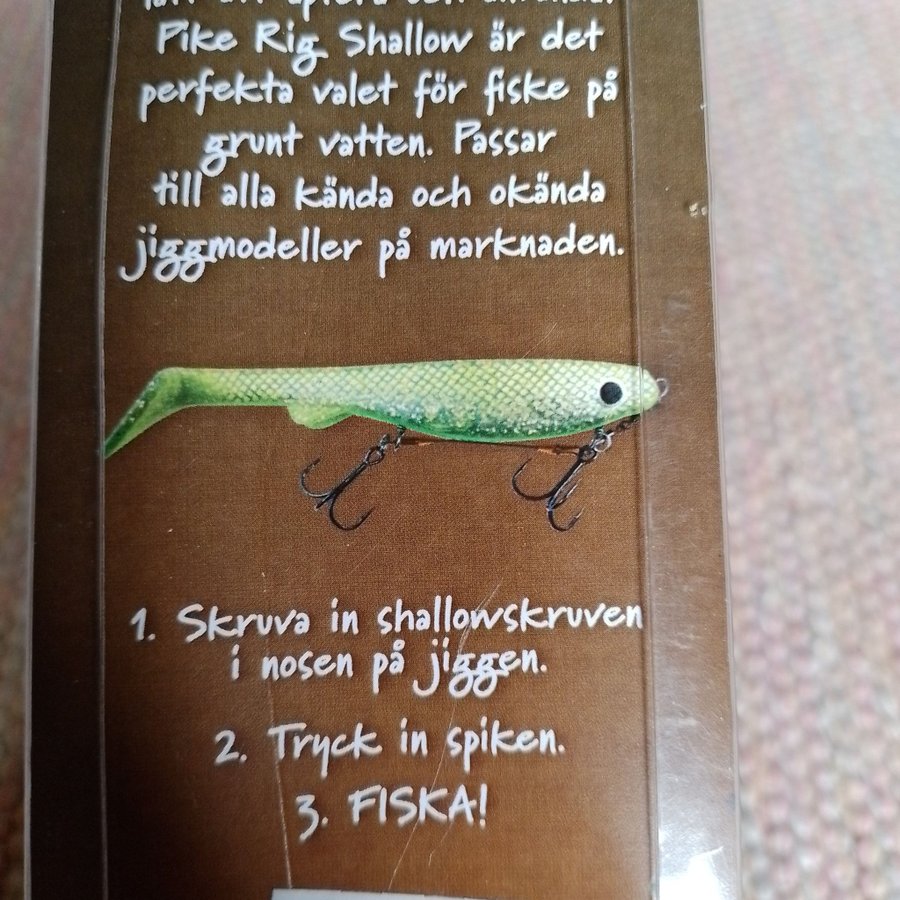 Pike Rig Shallow är det
perfekta valet för fiske på
grunt vatten. Passar
till alla kända och okända
jiggmodeller på marknaden.
1. Skruva in shallowskruven
i nosen på jiggen.
2. Tryck in spiken.
3. FISKA!